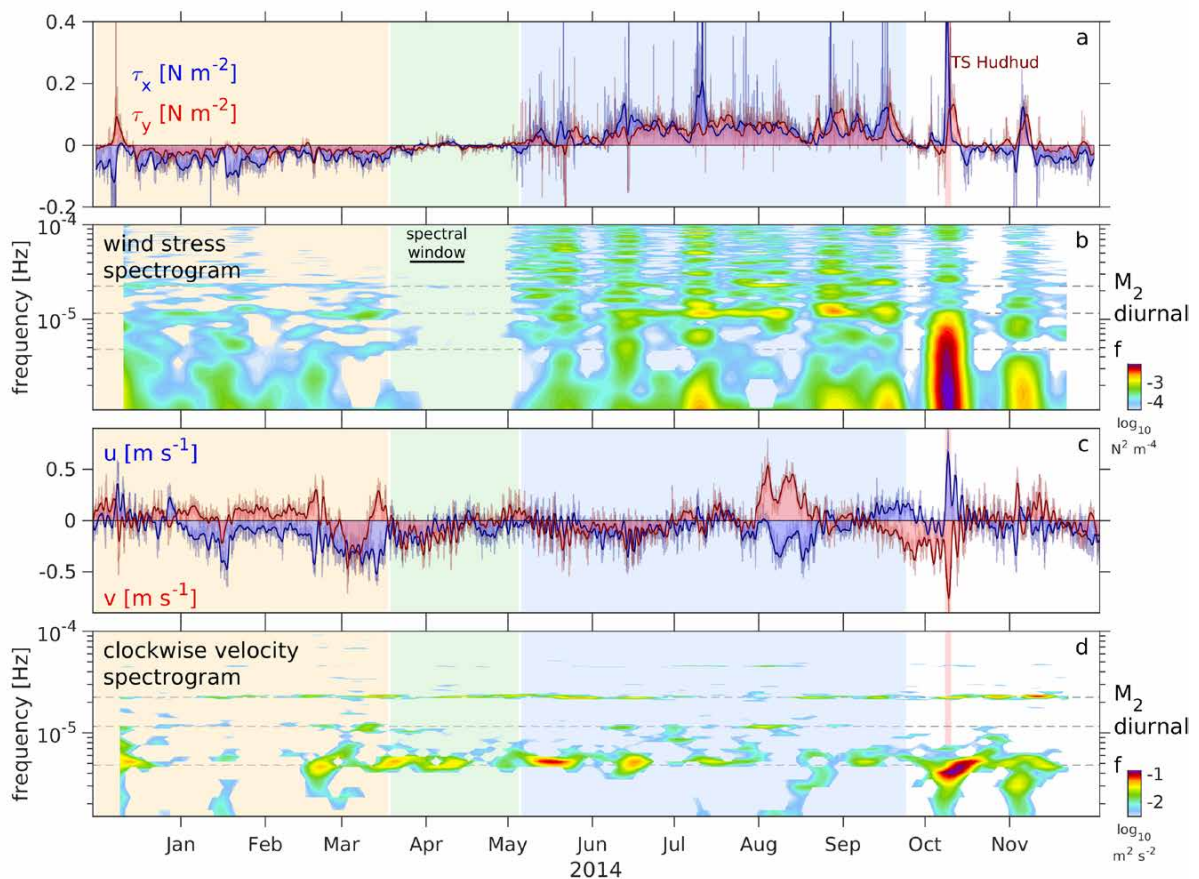 0.4
a
τx [N m-2]
TS Hudhud
0.2
τy [N m-2]
0
-0.2
10-4
wind stress
spectrogram
spectral
window
b
frequency [Hz]
M2
10-5
diurnal
f
-3
-4
log10
N2 m-4
u [m s-1]
c
0.5
0
-0.5
v [m s-1]
10-4
clockwise velocity
spectrogram
d
frequency [Hz]
M2
10-5
diurnal
f
-1
-2
log10
m2 s-2
Jan Feb Mar Apr May Jun Jul Aug Sep Oct Nov
2014